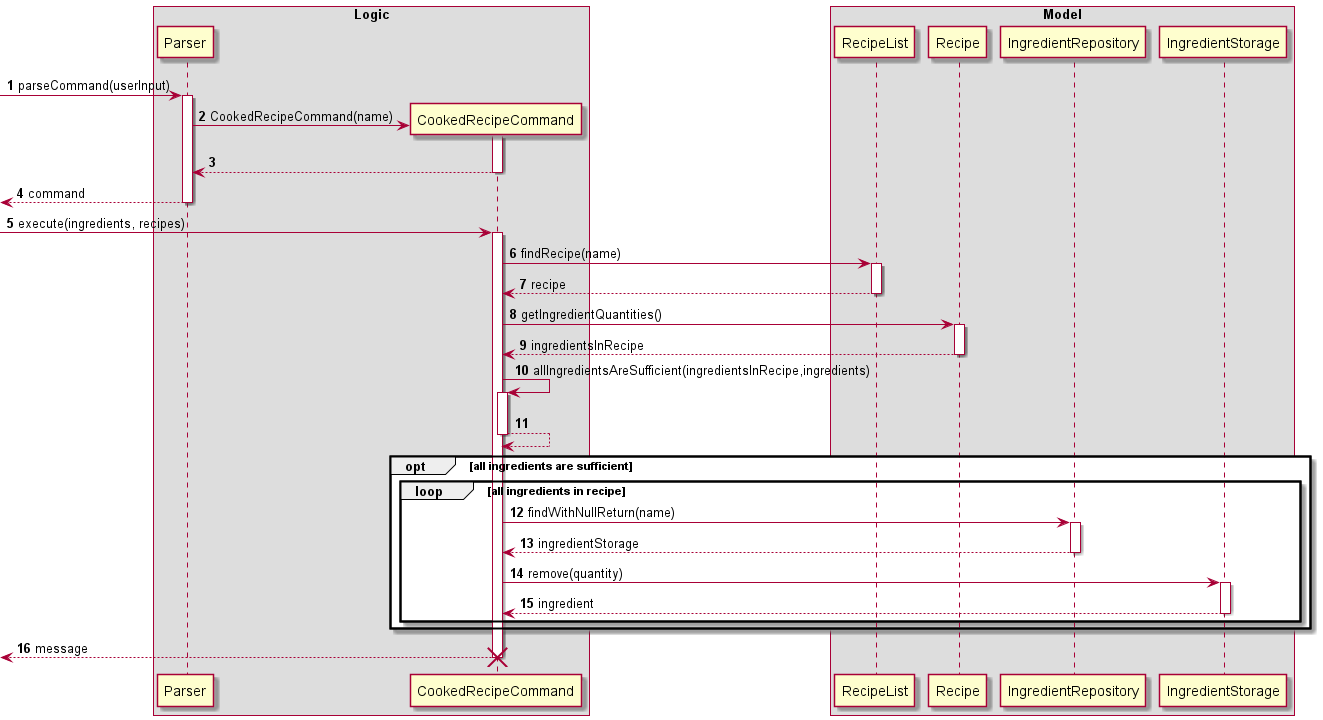 Logic
Model
Parser
RecipeList
Recipe
IngredientRepository
IngredientStorage
1 parseCommand(userInput)
2 CookedRecipeCommand(name)
CookedRecipeCommand
3
4 command
5 execute(ingredients, recipes)
6 findRecipe(name)
7 recipe
8 getIngredientQuantities()
9 ingredientsInRecipe
10 allIngredientsAreSufficient(ingredientsInRecipe,ingredients)
11
opt [all ingredients are sufficient]
loop [all ingredients in recipe]
12 findWithNullReturn(name)
13 ingredientStorage
14 remove(quantity)
15 ingredient
16 message
Parser
CookedRecipeCommand
RecipeList
Recipe
IngredientRepository
IngredientStorage